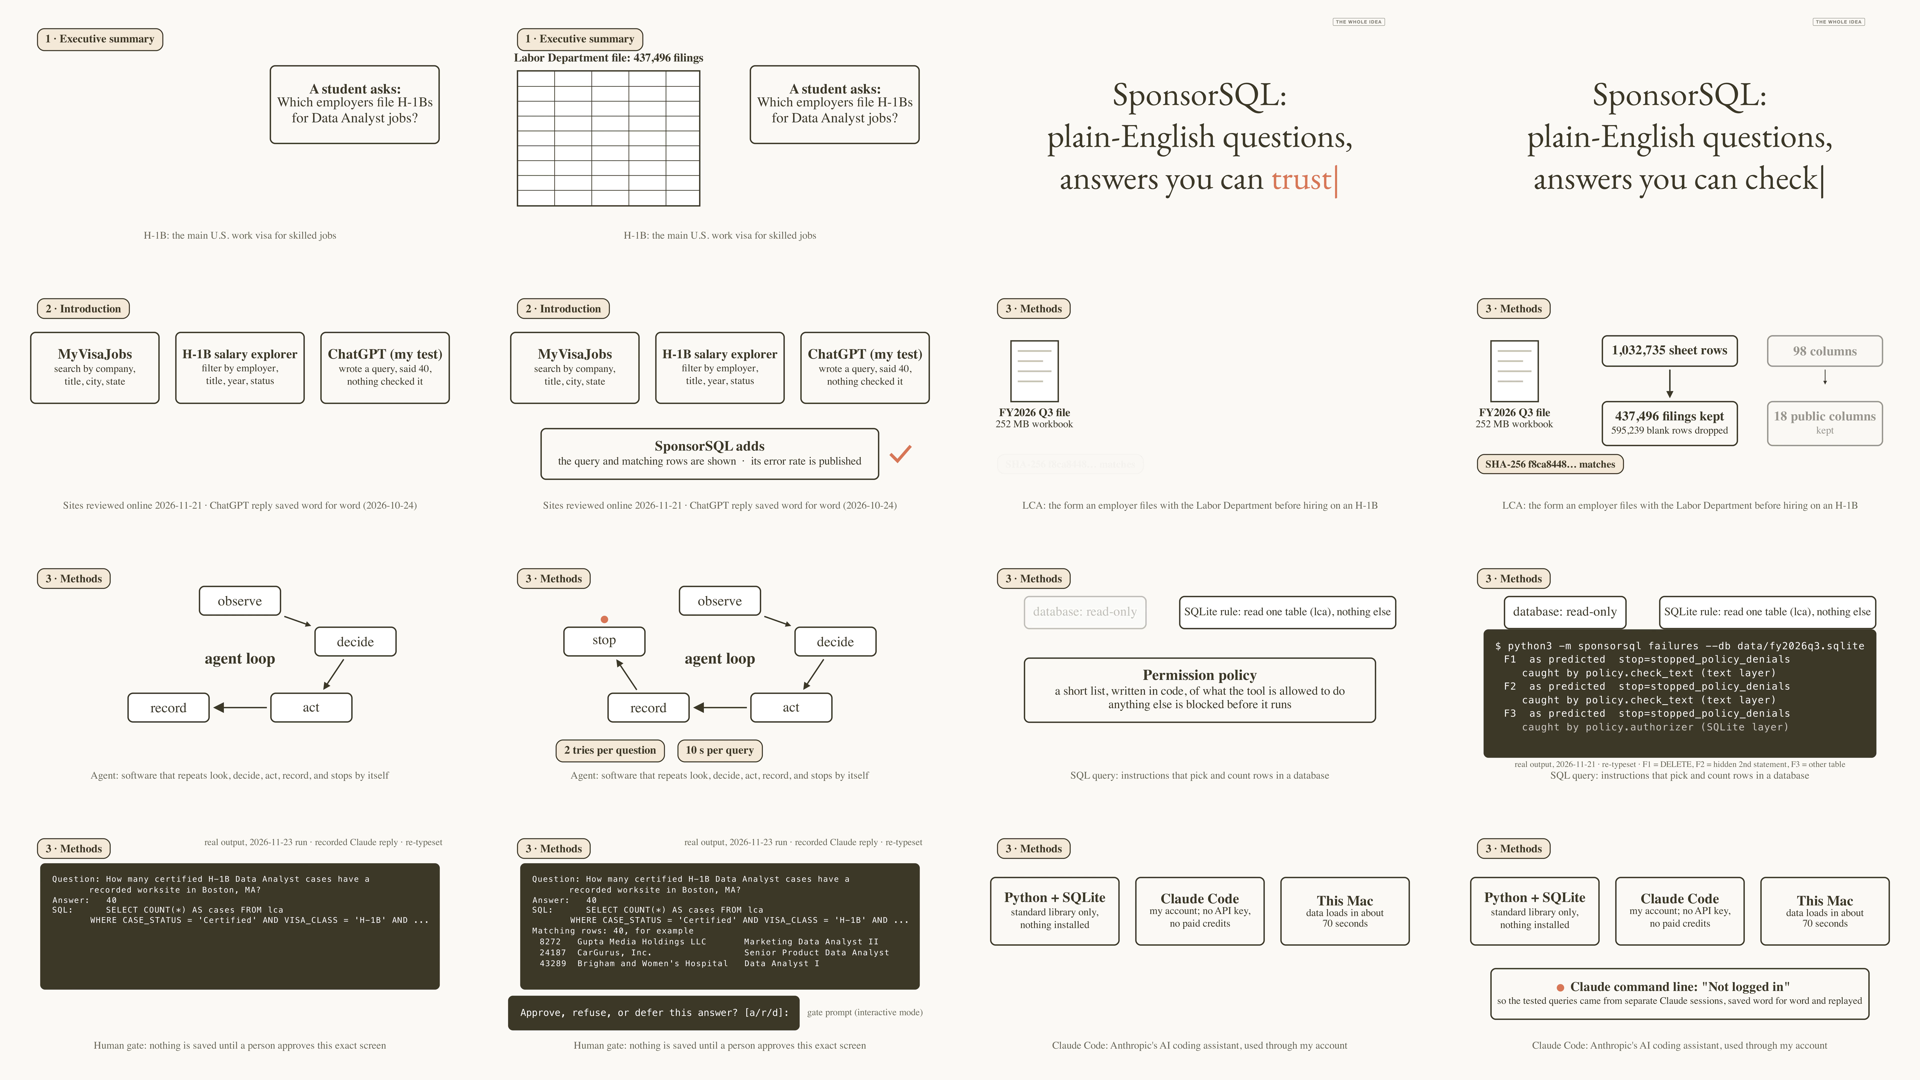 1 · Executive summary
A student asks:
Which employers file H-1Bs
for Data Analyst jobs?
H-1B: the main U.S. work visa for skilled jobs
1 · Executive summary
Labor Department file: 437,496 filings
A student asks:
Which employers file H-1Bs
for Data Analyst jobs?
H-1B: the main U.S. work visa for skilled jobs
THE WHOLE IDEA
SponsorSQL:
plain-English questions,
answers you can trust
THE WHOLE IDEA
SponsorSQL:
plain-English questions,
answers you can check
2 · Introduction
MyVisaJobs
search by company,
title, city, state
H-1B salary explorer
filter by employer,
title, year, status
ChatGPT (my test)
wrote a query, said 40,
nothing checked it
Sites reviewed online 2026-11-21 · ChatGPT reply saved word for word (2026-10-24)
2 · Introduction
MyVisaJobs
search by company,
title, city, state
H-1B salary explorer
filter by employer,
title, year, status
ChatGPT (my test)
wrote a query, said 40,
nothing checked it
SponsorSQL adds
the query and matching rows are shown · its error rate is published
Sites reviewed online 2026-11-21 · ChatGPT reply saved word for word (2026-10-24)
3 · Methods
FY2026 Q3 file
252 MB workbook
LCA: the form an employer files with the Labor Department before hiring on an H-1B
3 · Methods
FY2026 Q3 file
252 MB workbook
SHA-256 f8ca8448… matches
1,032,735 sheet rows
437,496 filings kept
595,239 blank rows dropped
98 columns
18 public columns
kept
LCA: the form an employer files with the Labor Department before hiring on an H-1B
3 · Methods
observe
decide
agent loop
record
act
Agent: software that repeats look, decide, act, record, and stops by itself
3 · Methods
observe
stop
decide
agent loop
record
act
2 tries per question
10 s per query
Agent: software that repeats look, decide, act, record, and stops by itself
3 · Methods
database: read-only
SQLite rule: read one table (lca), nothing else
Permission policy
a short list, written in code, of what the tool is allowed to do
anything else is blocked before it runs
SQL query: instructions that pick and count rows in a database
3 · Methods
database: read-only
SQLite rule: read one table (lca), nothing else
$ python3 -m sponsorsql failures --db data/fy2026q3.sqlite
F1 as predicted stop=stopped_policy_denials
caught by policy.check_text (text layer)
F2 as predicted stop=stopped_policy_denials
caught by policy.check_text (text layer)
F3 as predicted stop=stopped_policy_denials
caught by policy.authorizer (SQLite layer)
real output, 2026-11-21 · re-typeset · F1 = DELETE, F2 = hidden 2nd statement, F3 = other table
SQL query: instructions that pick and count rows in a database
3 · Methods
real output, 2026-11-23 run · recorded Claude reply · re-typeset
Question: How many certified H-1B Data Analyst cases have a
recorded worksite in Boston, MA?
Answer: 40
SQL: SELECT COUNT(*) AS cases FROM lca
WHERE CASE_STATUS = 'Certified' AND VISA_CLASS = 'H-1B' AND ...
Human gate: nothing is saved until a person approves this exact screen
3 · Methods
real output, 2026-11-23 run · recorded Claude reply · re-typeset
Question: How many certified H-1B Data Analyst cases have a
recorded worksite in Boston, MA?
Answer: 40
SQL: SELECT COUNT(*) AS cases FROM lca
WHERE CASE_STATUS = 'Certified' AND VISA_CLASS = 'H-1B' AND ...
Matching rows: 40, for example
8272 Gupta Media Holdings LLC Marketing Data Analyst II
24187 CarGurus, Inc. Senior Product Data Analyst
43289 Brigham and Women's Hospital Data Analyst I
Approve, refuse, or defer this answer? [a/r/d]:
gate prompt (interactive mode)
Human gate: nothing is saved until a person approves this exact screen
3 · Methods
Python + SQLite
standard library only,
nothing installed
Claude Code
my account; no API key,
no paid credits
This Mac
data loads in about
70 seconds
Claude Code: Anthropic's AI coding assistant, used through my account
3 · Methods
Python + SQLite
standard library only,
nothing installed
Claude Code
my account; no API key,
no paid credits
This Mac
data loads in about
70 seconds
Claude command line: "Not logged in"
so the tested queries came from separate Claude sessions, saved word for word and replayed
Claude Code: Anthropic's AI coding assistant, used through my account